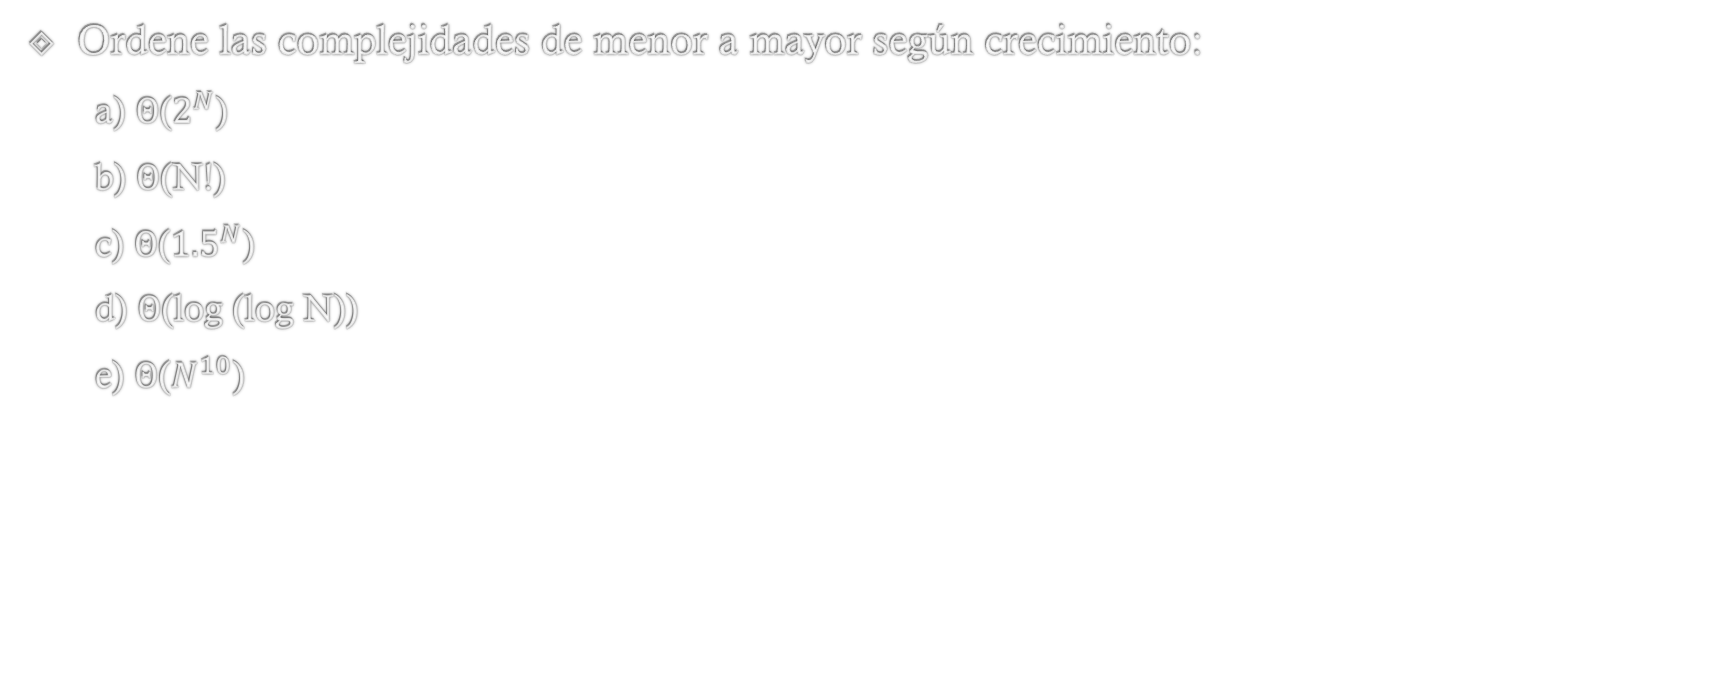 Ordene las complejidades de menor a mayor según crecimiento:
a) Θ(2^N)
b) Θ(N!)
c) Θ(1.5^N)
d) Θ(log (log N))
e) Θ(N^10)